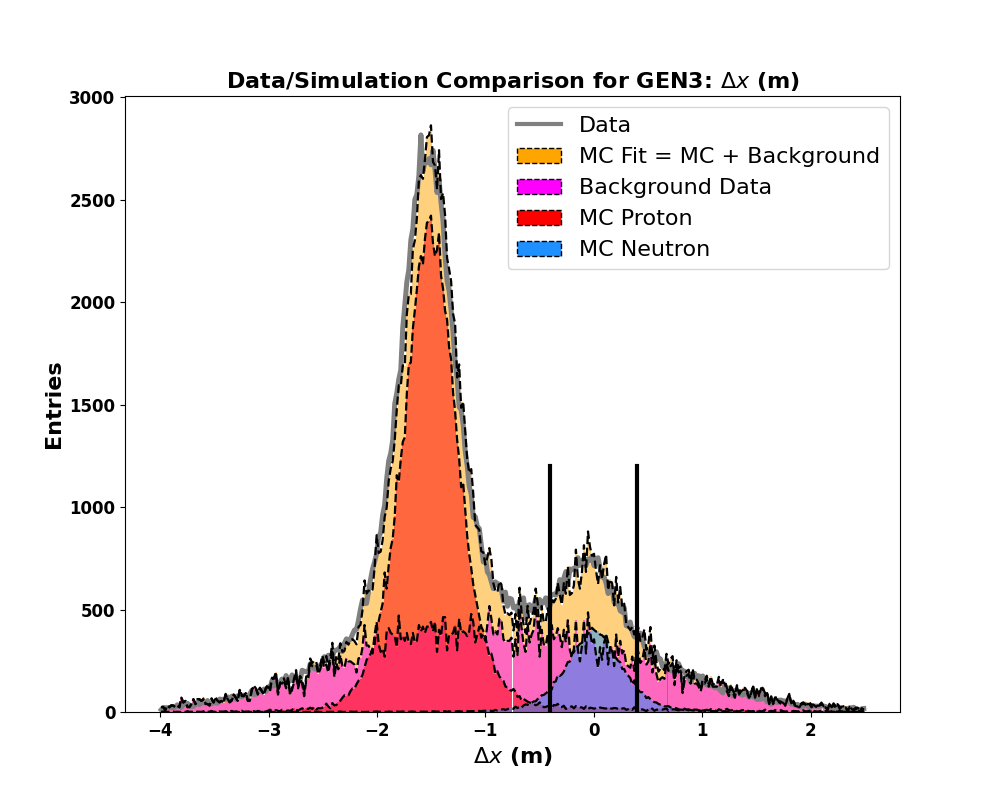 Data/Simulation Comparison for GEN3: Δx (m)
3000
2500
2000
1500
1000
500
0
Entries
Data
MC Fit = MC + Background
Background Data
MC Proton
MC Neutron
−4 −3 −2 −1 0 1 2
Δx (m)